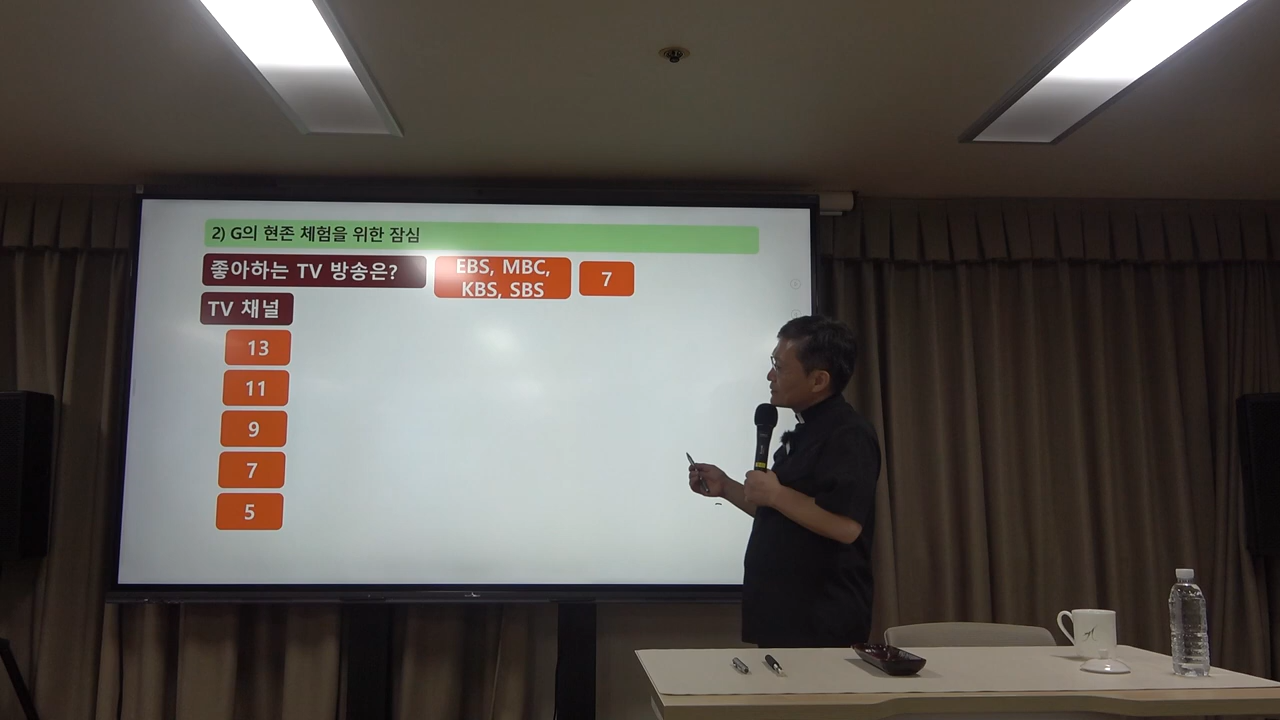 2) G의 현존 체험을 위한 잠심
좋아하는 TV 방송은?
EBS, MBC,
KBS, SBS
7
TV 채널
13
11
9
7
5